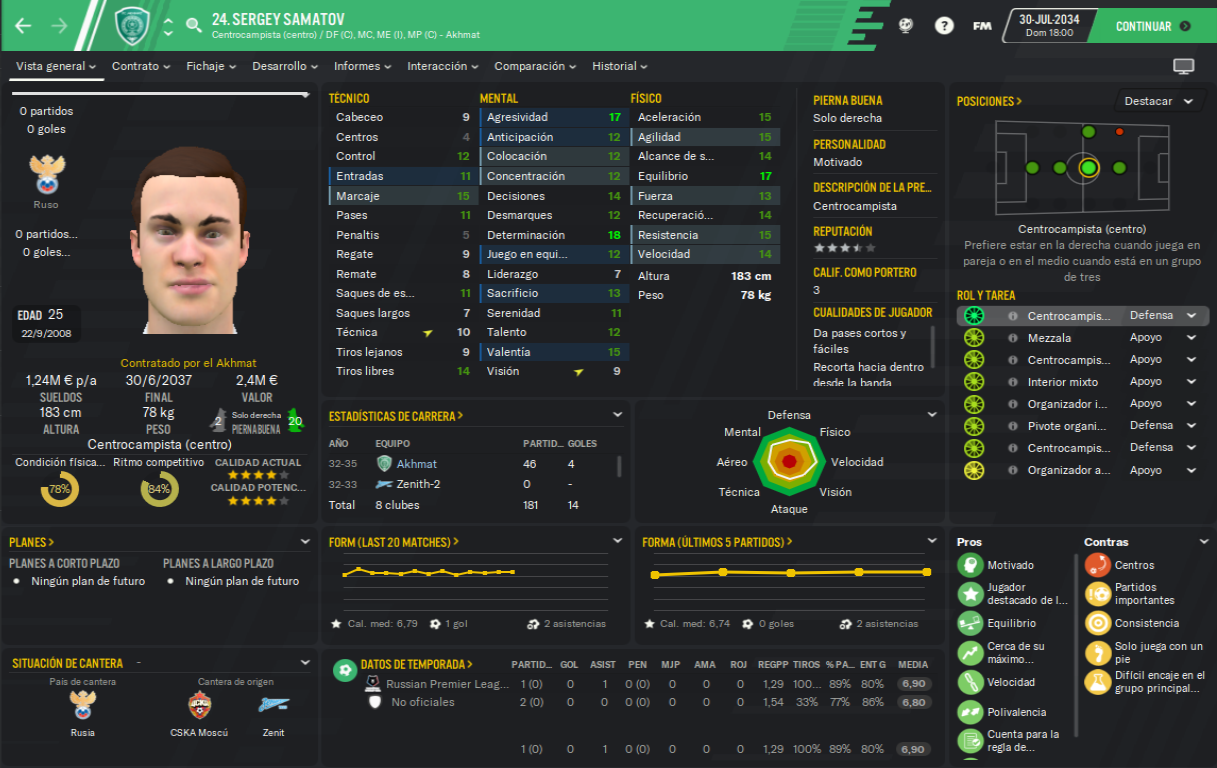 24. SERGEY SAMATOV
Centrocampista (centro) / DF (C), MC, ME (I), MP (C) - Akhmat
?
FM
30-JUL-2034
Dom 18:00
CONTINUAR
Vista general
Contrato
Fichaje
Desarrollo
Informes
Interacción
Comparación
Historial
0 partidos
0 goles
Ruso
0 partidos...
0 goles...
EDAD 25
22/9/2008
Contratado por el Akhmat
1,24M € p/a
SUELDOS
30/6/2037
FINAL
2,4M €
VALOR
183 cm
ALTURA
78 kg
PESO
2
Solo derecha
PIERNA BUENA
20
Centrocampista (centro)
Condición física...
78%
Ritmo competitivo
84%
CALIDAD ACTUAL
CALIDAD POTENC...
TÉCNICO
Cabeceo 9
Centros 4
Control 12
Entradas 11
Marcaje 15
Pases 11
Penaltis 5
Regate 9
Remate 8
Saques de es... 11
Saques largos 7
Técnica 10
Tiros lejanos 9
Tiros libres 14
MENTAL
Agresividad 17
Anticipación 12
Colocación 12
Concentración 12
Decisiones 14
Desmarques 12
Determinación 18
Juego en equi... 12
Liderazgo 7
Sacrificio 13
Serenidad 11
Talento 12
Valentía 15
Visión 9
FÍSICO
Aceleración 15
Agilidad 15
Alcance de s... 14
Equilibrio 17
Fuerza 13
Recuperació... 14
Resistencia 15
Velocidad 14
Altura 183 cm
Peso 78 kg
PIERNA BUENA
Solo derecha
PERSONALIDAD
Motivado
DESCRIPCIÓN DE LA PRE...
Centrocampista
REPUTACIÓN
CALIF. COMO PORTERO
3
CUALIDADES DE JUGADOR
Da pases cortos y
fáciles
Recorta hacia dentro
desde la banda
POSICIONES >
Destacar
Centrocampista (centro)
Prefiere estar en la derecha cuando juega en
pareja o en el medio cuando está en un grupo
de tres
ROL Y TAREA
Centrocampis... Defensa
Mezzala Apoyo
Centrocampis... Apoyo
Interior mixto Apoyo
Organizador i... Apoyo
Pivote organi... Defensa
Centrocampis... Defensa
Organizador a... Apoyo
ESTADÍSTICAS DE CARRERA >
AÑO EQUIPO PARTID... GOLES
32-35 Akhmat 46 4
32-33 Zenith-2 0 -
Total 8 clubes 181 14
Defensa
Mental Físico
Aéreo Velocidad
Técnica Visión
Ataque
PLANES >
PLANES A CORTO PLAZO
Ningún plan de futuro
PLANES A LARGO PLAZO
Ningún plan de futuro
FORM (LAST 20 MATCHES) >
Cal. med: 6,79 1 gol 2 asistencias
FORMA (ÚLTIMOS 5 PARTIDOS) >
Cal. med: 6,74 0 goles 2 asistencias
Pros
Motivado
Jugador
destacado de l...
Equilibrio
Cerca de su
máximo...
Velocidad
Polivalencia
Cuenta para la
regla de...
Contras
Centros
Partidos
importantes
Consistencia
Solo juega con un
pie
Difícil encaje en el
grupo principal...
SITUACIÓN DE CANTERA -
País de cantera
Rusia
Cantera de origen
CSKA Moscú
Zenit
DATOS DE TEMPORADA >
PARTID... GOL ASIST PEN MJP AMA ROJ REGPP TIROS % PA... ENT G MEDIA
Russian Premier Leag... 1 (0) 0 1 0 (0) 0 0 0 1,29 100... 89% 80% 6,90
No oficiales 2 (0) 0 1 0 (0) 0 0 0 1,54 33% 77% 86% 6,80
1 (0) 0 1 0 (0) 0 0 0 1,29 100% 89% 80% 6,90